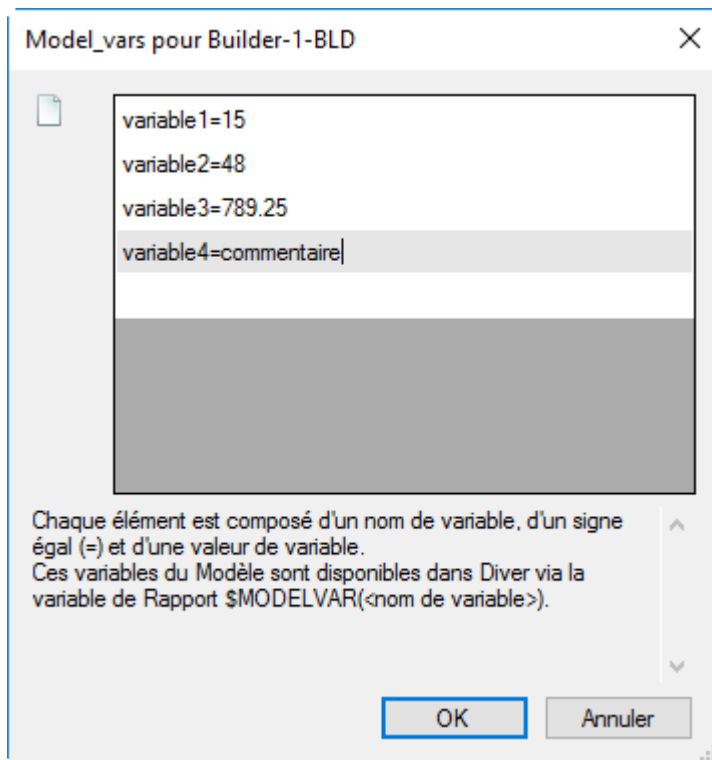 Model_vars pour Builder-1-BLD
variable1=15
variable2=48
variable3=789.25
variable4=commentaire
Chaque élément est composé d'un nom de variable, d'un signe
égal (=) et d'une valeur de variable.
Ces variables du Modèle sont disponibles dans Diver via la
variable de Rapport $MODELVAR(<nom de variable>).
OK
Annuler